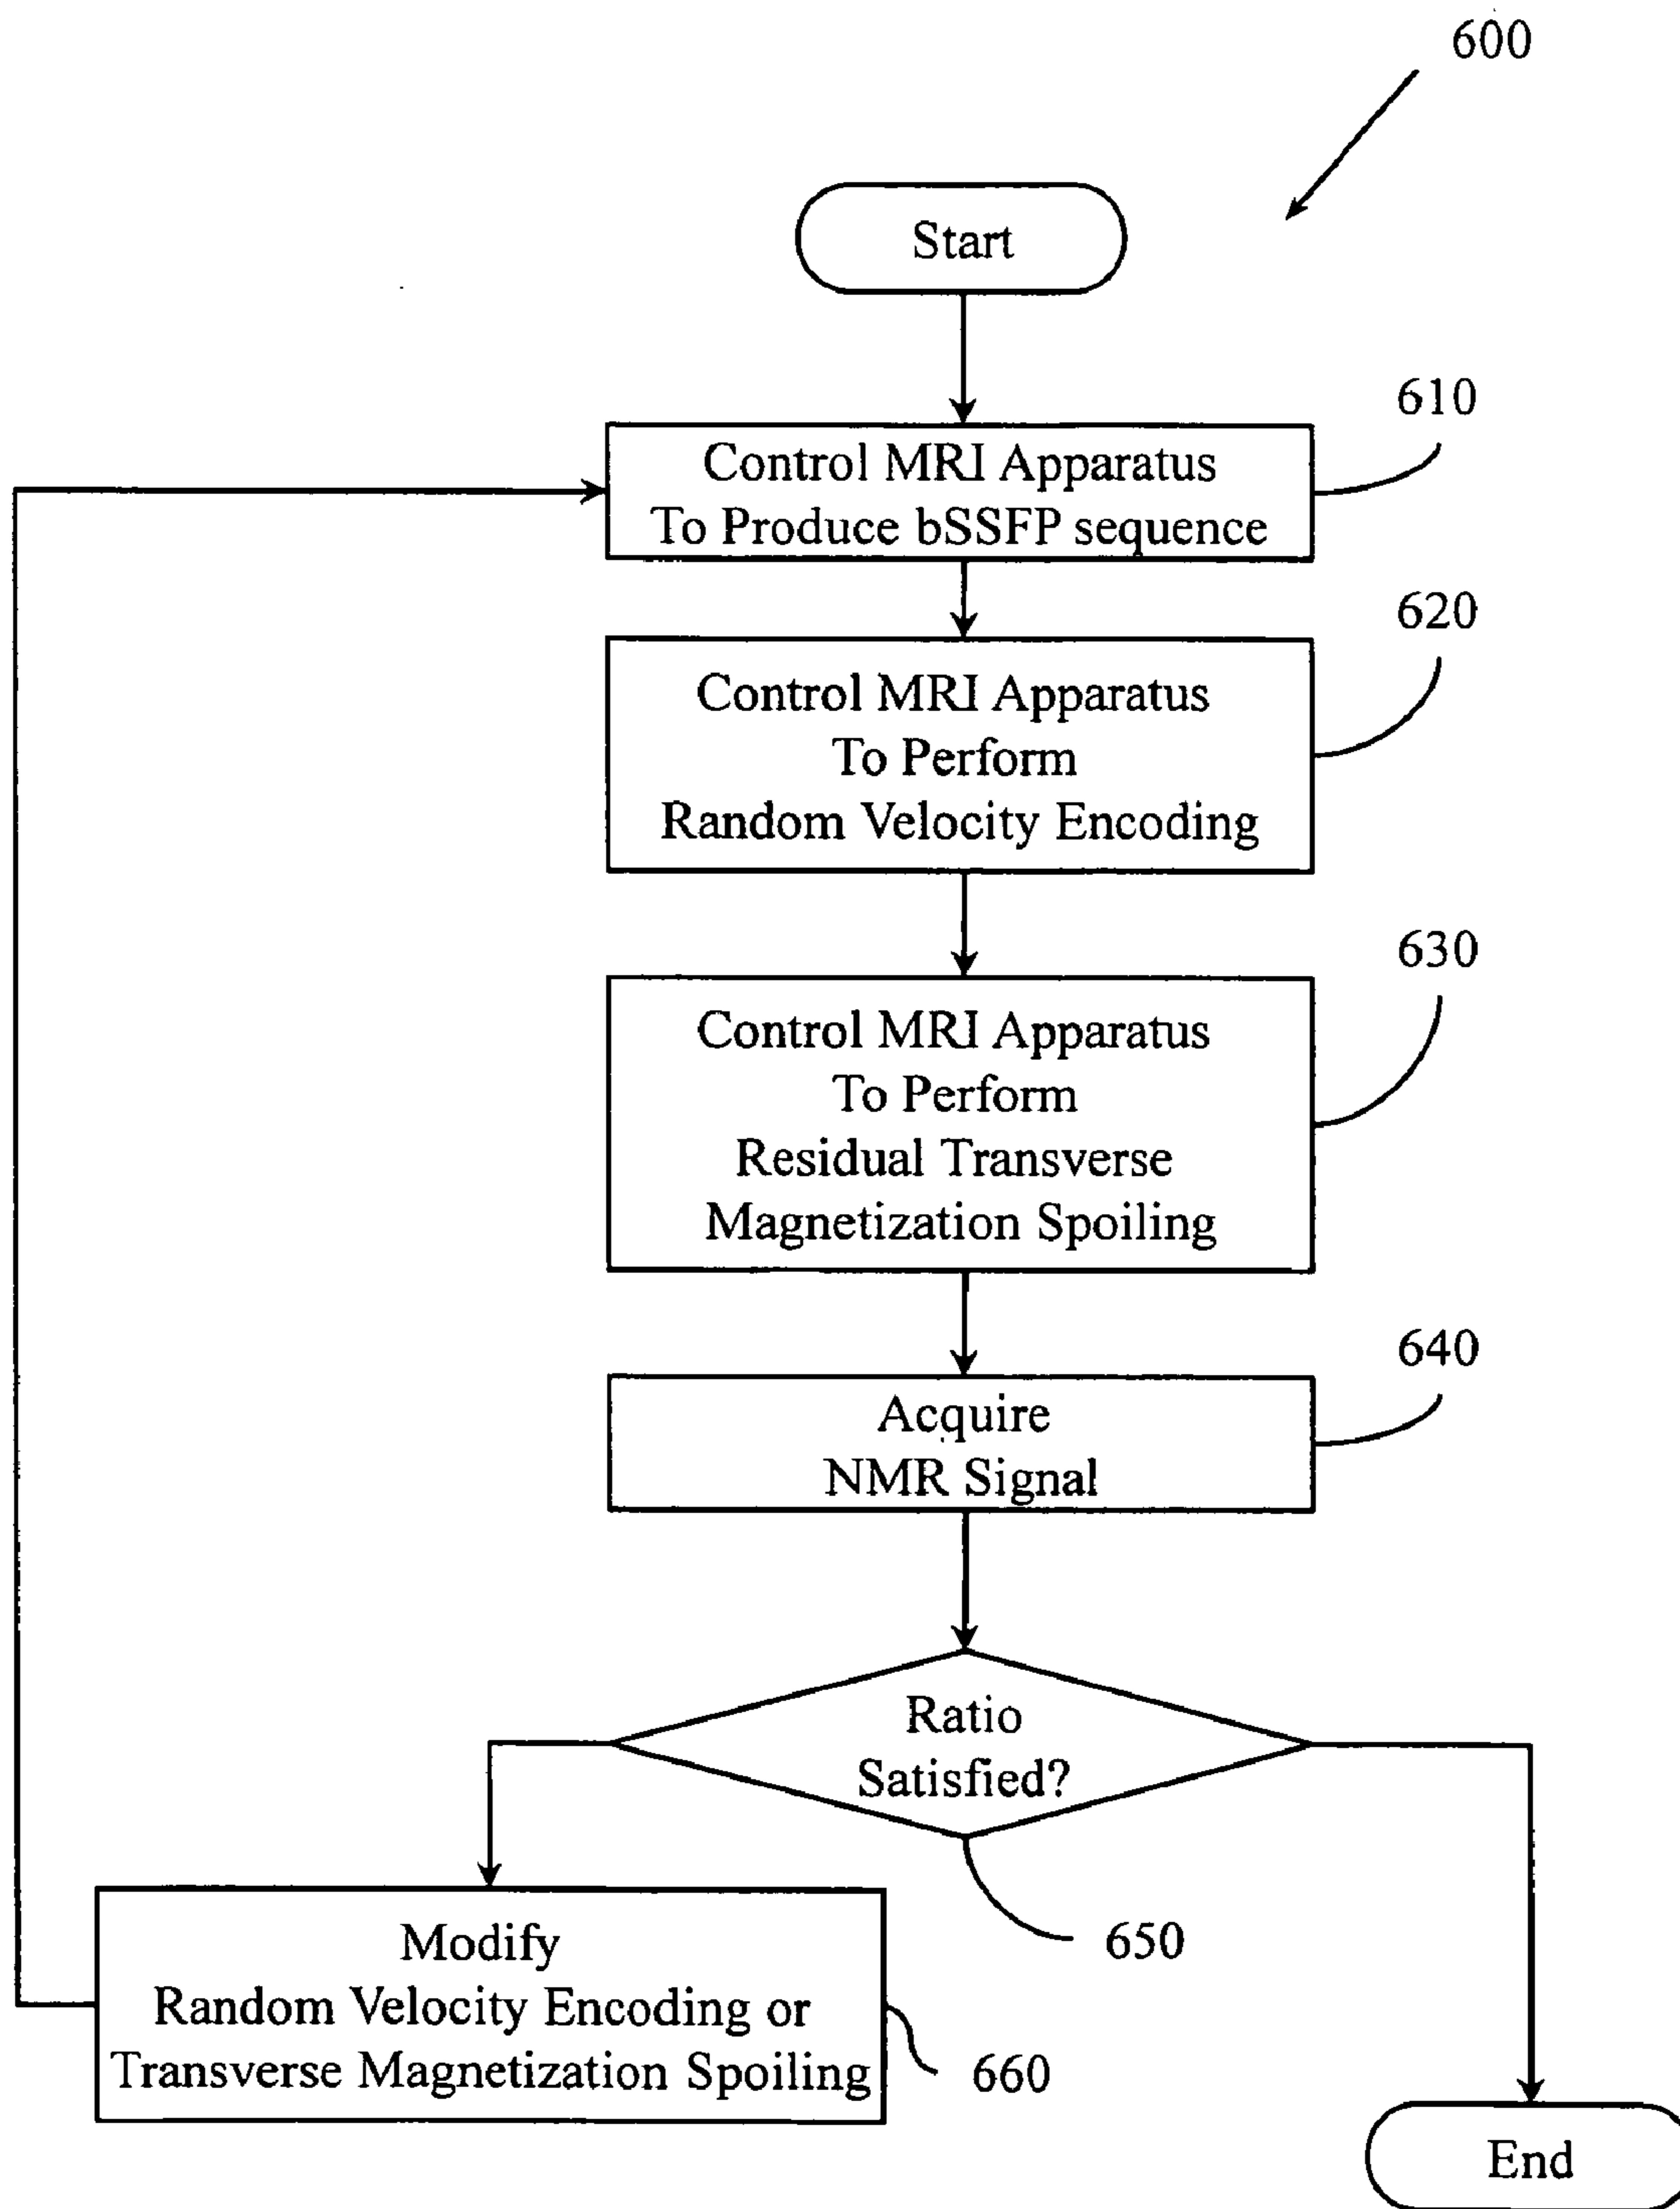 600
Start
610
Control MRI Apparatus
To Produce bSSFP sequence
620
Control MRI Apparatus
To Perform
Random Velocity Encoding
630
Control MRI Apparatus
To Perform
Residual Transverse
Magnetization Spoiling
640
Acquire
NMR Signal
Ratio
Satisfied?
650
Modify
Random Velocity Encoding or
Transverse Magnetization Spoiling
660
End